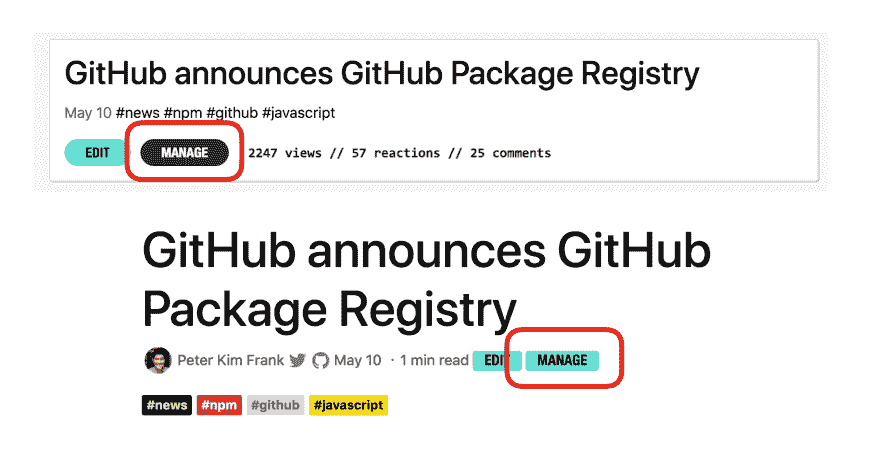 GitHub announces GitHub Package Registry
May 10 #news #npm #github #javascript
EDIT MANAGE 2247 views // 57 reactions // 25 comments
GitHub announces GitHub
Package Registry
Peter Kim Frank May 10 · 1 min read EDIT MANAGE
#news #npm #github #javascript